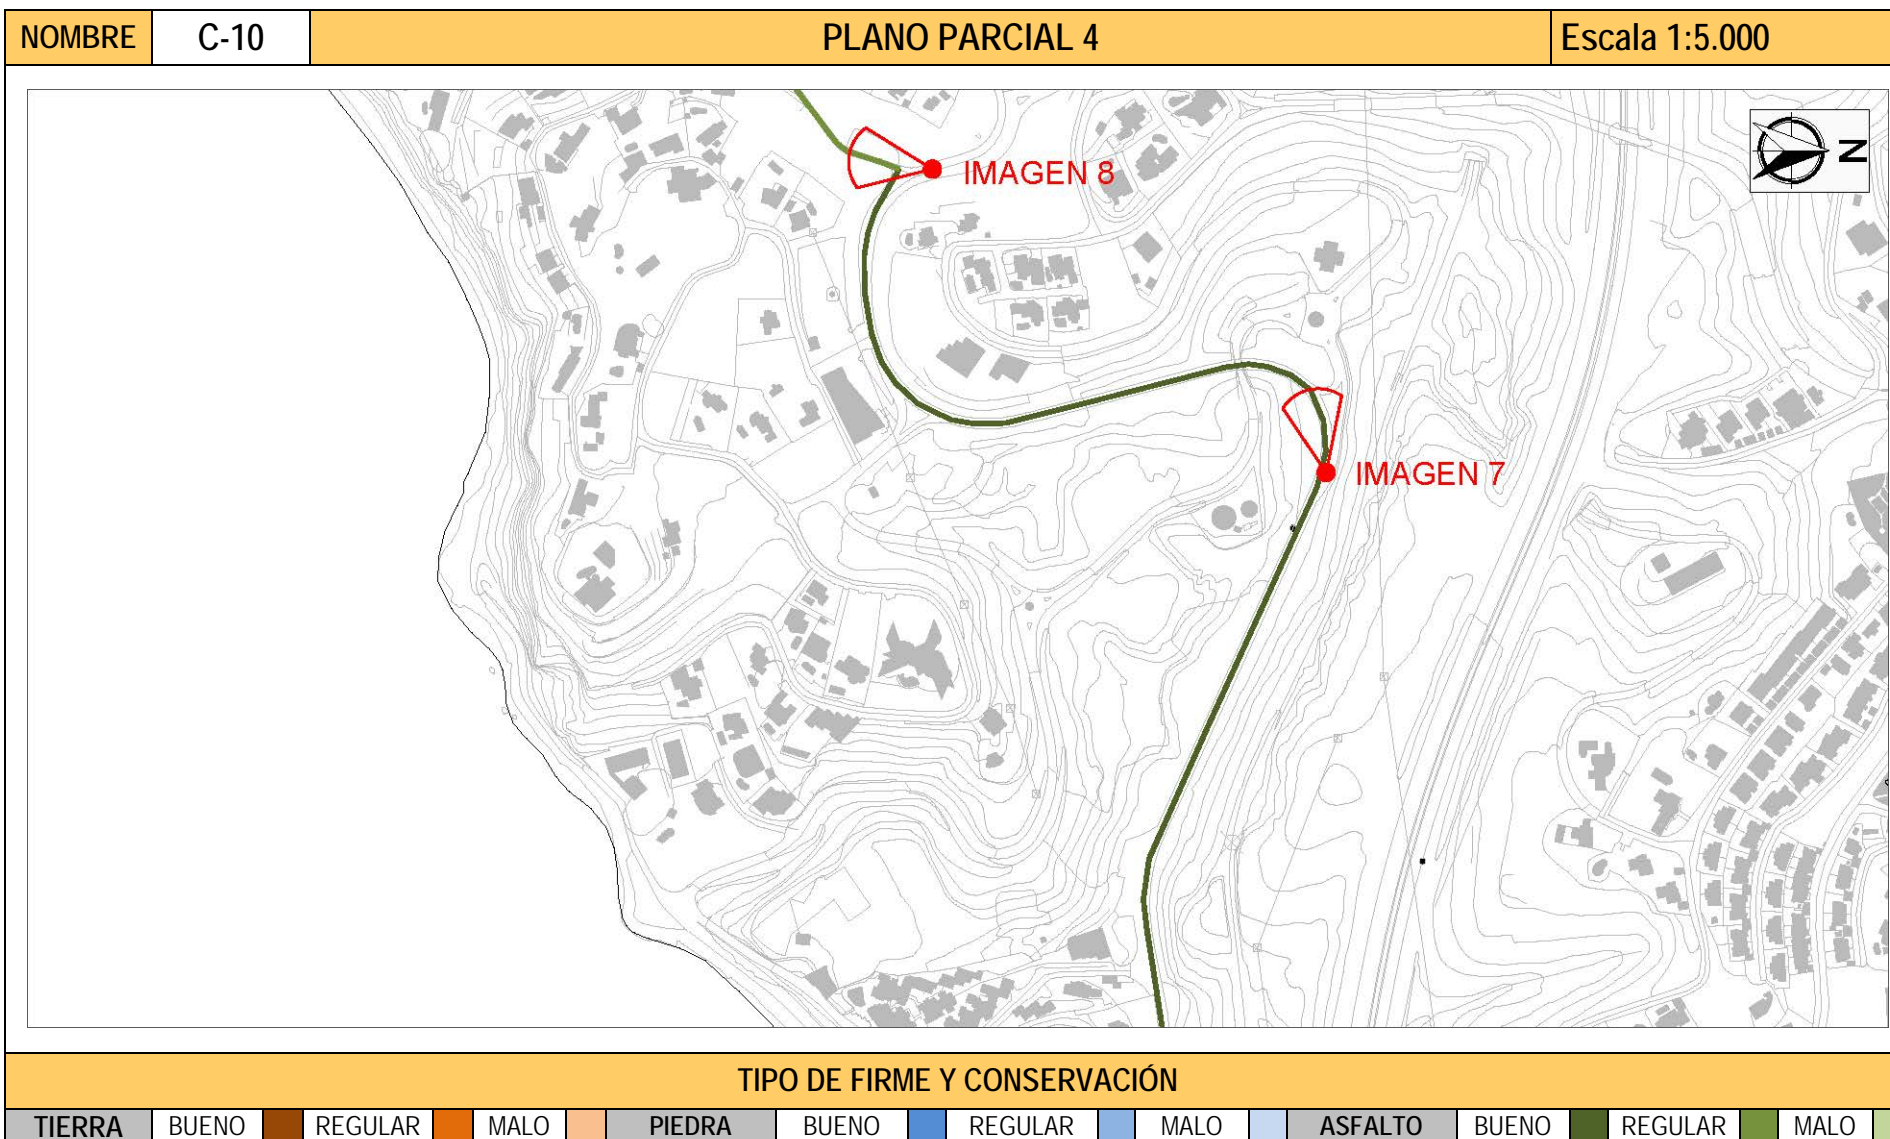 NOMBRE C-10 PLANO PARCIAL 4 Escala 1:5.000
N
IMAGEN 8
IMAGEN 7
TIPO DE FIRME Y CONSERVACIÓN
TIERRA BUENO REGULAR MALO PIEDRA BUENO REGULAR MALO ASFALTO BUENO REGULAR MALO